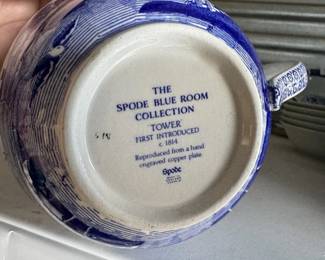 THE
SPODE BLUE ROOM
COLLECTION
TOWER
FIRST INTRODUCED
c. 1814
Reproduced from a hand
engraved copper plate
Spode